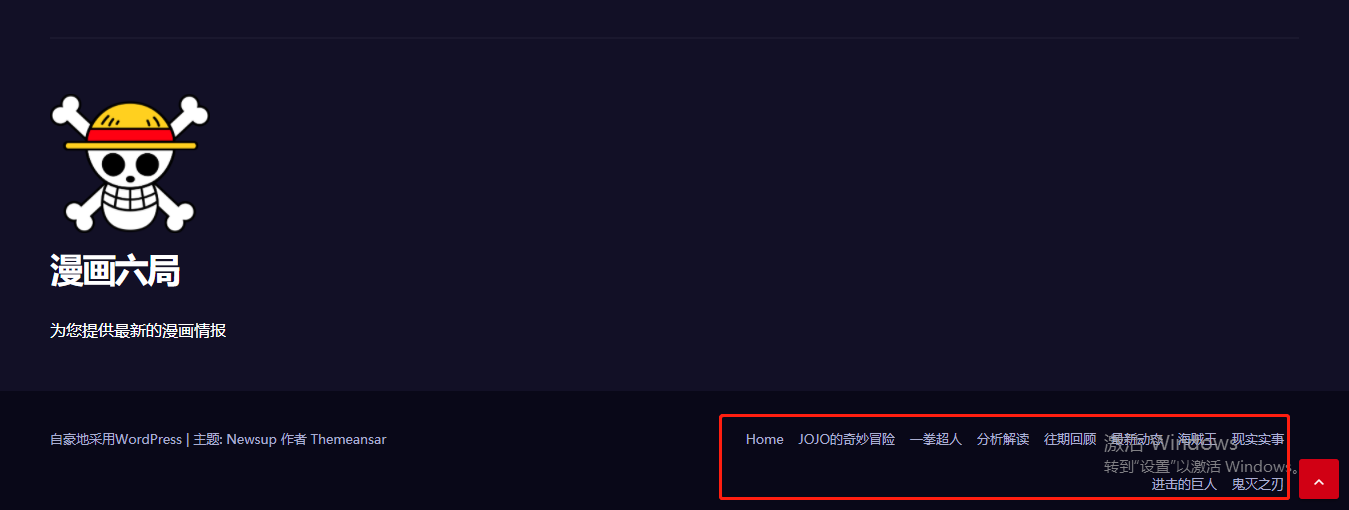 漫画六局
为您提供最新的漫画情报
自豪地采用WordPress | 主题: Newsup 作者 Themeansar
Home JOJO的奇妙冒险 一拳超人 分析解读 往期回顾 最新动态 海贼王 现实实事
激活 Windows
转到"设置"以激活 Windows。
进击的巨人 鬼灭之刃